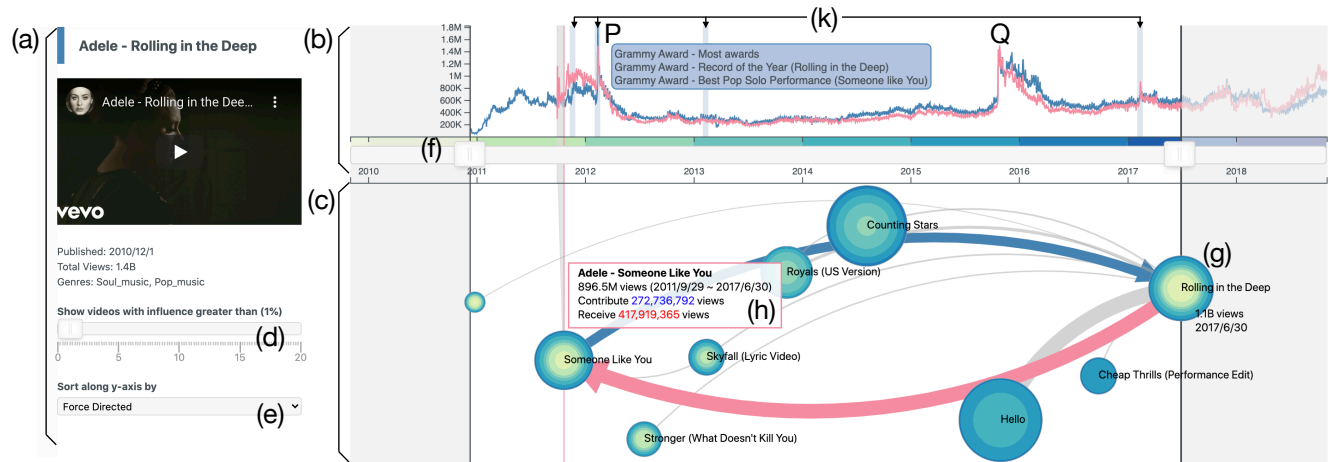 (a)
Adele - Rolling in the Deep
Adele - Rolling in the Dee...
vevo
Published: 2010/12/1
Total Views: 1.4B
Genres: Soul_music, Pop_music
Show videos with influence greater than (1%)
(d)
0 5 10 15 20
Sort along y-axis by
Force Directed
(e)
(b)
(k)
1.8M
1.6M
1.4M
1.2M
1M
800K
600K
400K
200K
P
Q
Grammy Award - Most awards
Grammy Award - Record of the Year (Rolling in the Deep)
Grammy Award - Best Pop Solo Performance (Someone like You)
(f)
2010 2011 2012 2013 2014 2015 2016 2017 2018
(c)
Counting Stars
(g)
Royals (US Version)
Rolling in the Deep
1.1B views
2017/6/30
Adele - Someone Like You
896.5M views (2011/9/29 ~ 2017/6/30)
Contribute 272,736,792 views
Receive 417,919,365 views
(h)
Someone Like You
Skyfall (Lyric Video)
Cheap Thrills (Performance Edit)
Hello
Stronger (What Doesn't Kill You)